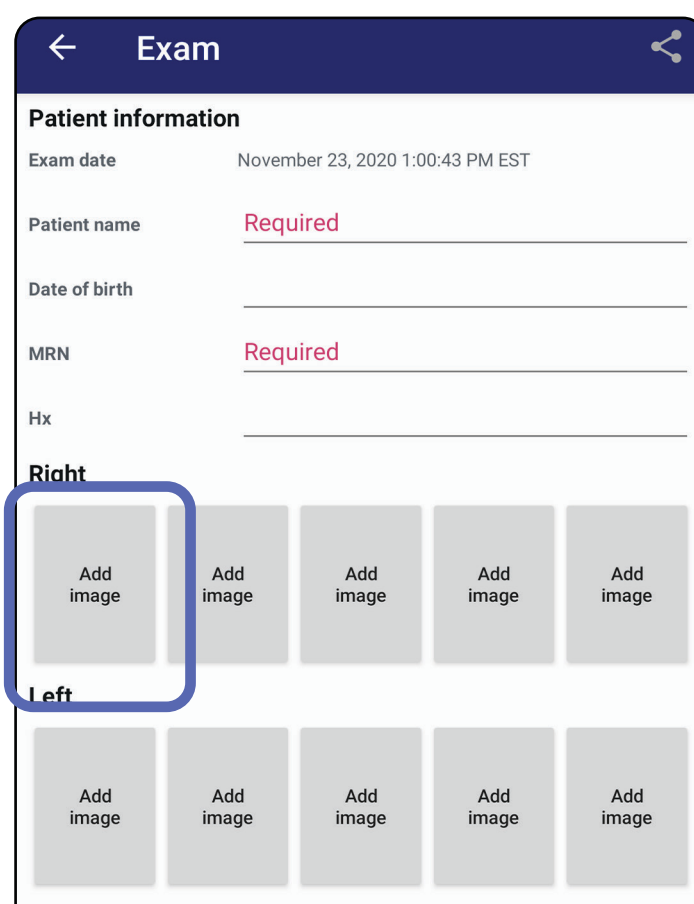 Exam
Patient information
Exam date November 23, 2020 1:00:43 PM EST
Patient name Required
Date of birth
MRN Required
Hx
Right
Add image Add image Add image Add image Add image
Left
Add image Add image Add image Add image Add image